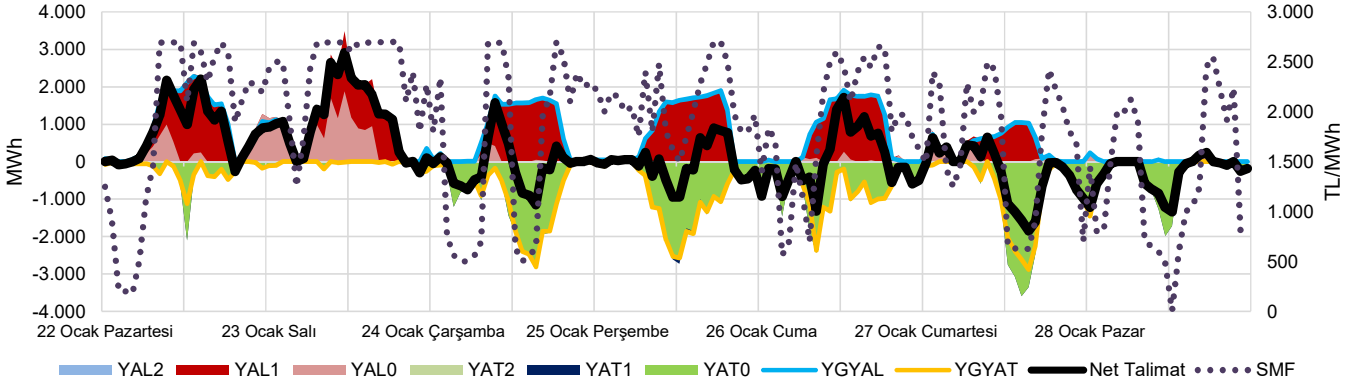 4.000 3.000
3.000 2.500
2.000 2.000
1.000
0 1.500
-1.000 1.000
-2.000
-3.000 500
-4.000 0
MWh
TL/MWh
22 Ocak Pazartesi 23 Ocak Salı 24 Ocak Çarşamba 25 Ocak Perşembe 26 Ocak Cuma 27 Ocak Cumartesi 28 Ocak Pazar
YAL2 YAL1 YAL0 YAT2 YAT1 YAT0 YGYAL YGYAT Net Talimat SMF